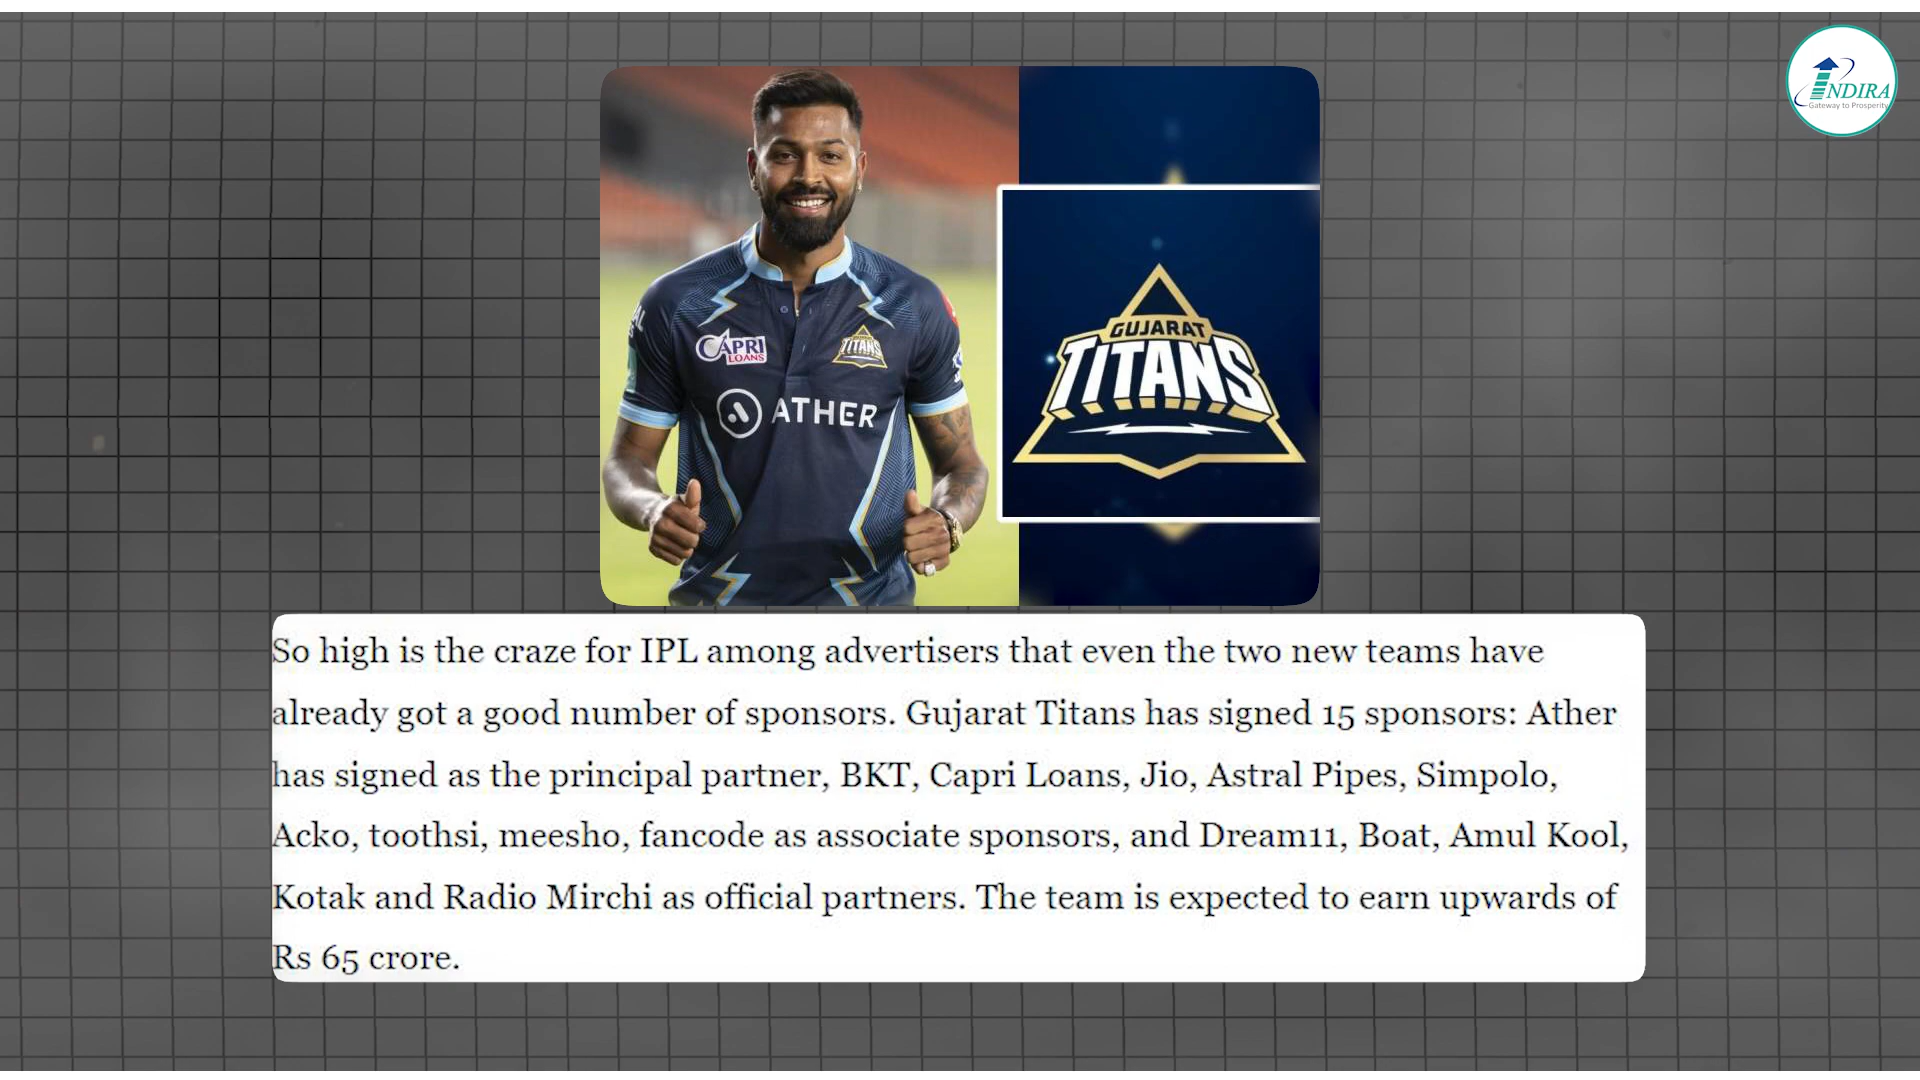 INDIRA
Gateway to Prosperity
CAPRI
LOANS
TITANS
ATHER
GUJARAT
TITANS
So high is the craze for IPL among advertisers that even the two new teams have
already got a good number of sponsors. Gujarat Titans has signed 15 sponsors: Ather
has signed as the principal partner, BKT, Capri Loans, Jio, Astral Pipes, Simpolo,
Acko, toothsi, meesho, fancode as associate sponsors, and Dream11, Boat, Amul Kool,
Kotak and Radio Mirchi as official partners. The team is expected to earn upwards of
Rs 65 crore.